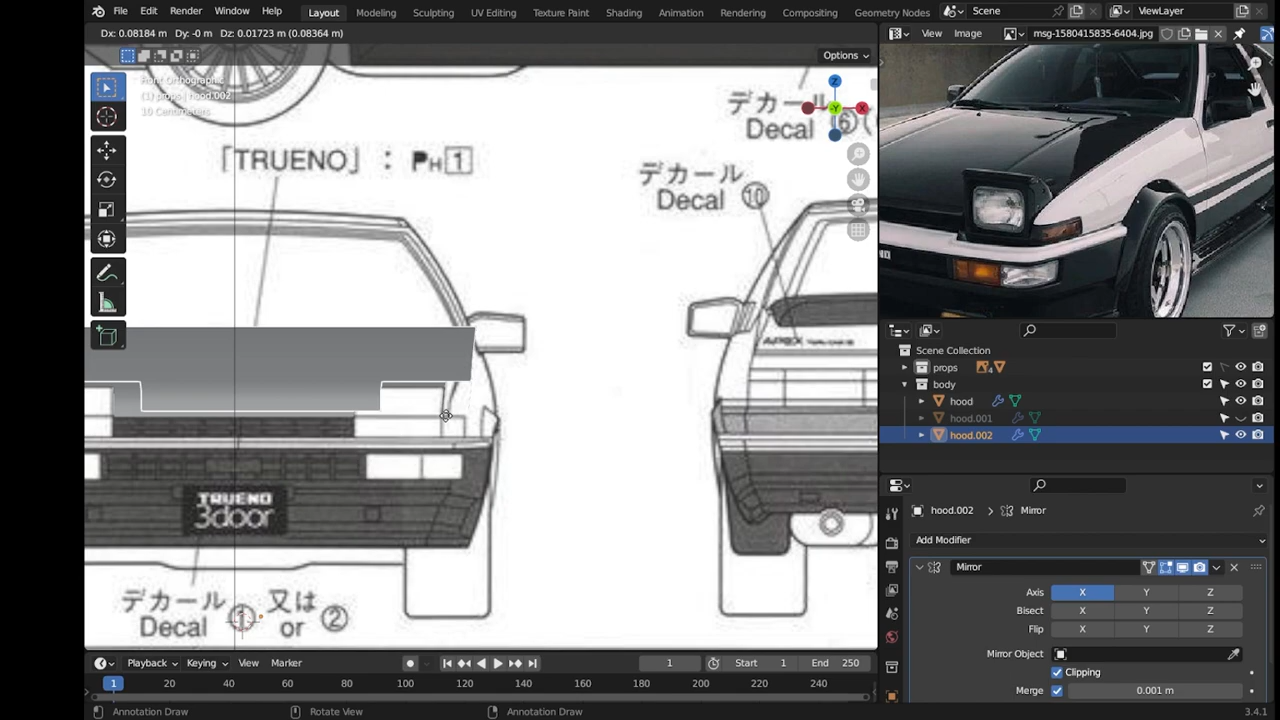 File Edit Render Window Help
Layout Modeling Sculpting UV Editing Texture Paint Shading Animation Rendering Compositing Geometry Nodes
Scene
ViewLayer
Dx: 0.08184 m Dy: -0 m Dz: 0.01723 m (0.08364 m)
View Image msg-1580415835-6404.jpg
Options
Front Orthographic
(1) props | hood.002
10 Centimeters
Z
X
-Y
デカール
Decal ⑥
「TRUENO」 : PH1
デカール
Decal ⑩
APEX
TRUENO
3door
デカール ① 又は ②
Decal or
Scene Collection
props 4
body
hood
hood.001
hood.002
hood.002 > Mirror
Add Modifier
Mirror
Axis X Y Z
Bisect X Y Z
Flip X Y Z
Mirror Object
Clipping
Merge 0.001 m
Playback Keying View Marker
1
Start 1
End 250
1 20 40 60 80 100 120 140 160 180 200 220 240
Annotation Draw Rotate View Annotation Draw
3.4.1